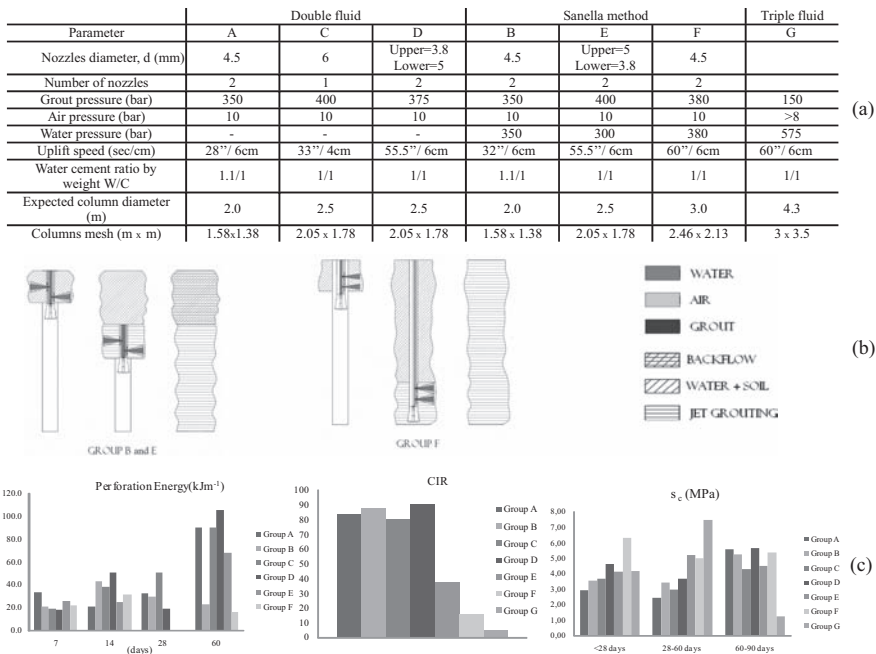 Double fluid Sanella method Triple fluid
Parameter A C D B E F G
Nozzles diameter, d (mm) 4.5 6 Upper=3.8 Lower=5 4.5 Upper=5 Lower=3.8 4.5
Number of nozzles 2 1 2 2 2 2
Grout pressure (bar) 350 400 375 350 400 380 150
Air pressure (bar) 10 10 10 10 10 10 >8
Water pressure (bar) - - - 350 300 380 575
Uplift speed (sec/cm) 28”/ 6cm 33”/ 4cm 55.5”/ 6cm 32”/ 6cm 55.5”/ 6cm 60”/ 6cm 60”/ 6cm
Water cement ratio by
weight W/C 1.1/1 1/1 1/1 1.1/1 1/1 1/1 1/1
Expected column diameter
(m) 2.0 2.5 2.5 2.0 2.5 3.0 4.3
Columns mesh (m x m) 1.58x1.38 2.05 x 1.78 2.05 x 1.78 1.58 x 1.38 2.05 x 1.78 2.46 x 2.13 3 x 3.5
(a)
WATER
AIR
GROUT
BACKFLOW
WATER + SOIL
JET GROUTING
GROUP B and E
GROUP F
(b)
Perforation Energy(kJm-1)
120.0
100.0
80.0
60.0
40.0
20.0
0.0
7 14 28 60
(days)
Group A
Group B
Group C
Group D
Group E
Group F
CIR
100
90
80
70
60
50
40
30
20
10
0
Group A
Group B
Group C
Group D
Group E
Group F
Group G
sc (MPa)
8,00
7,00
6,00
5,00
4,00
3,00
2,00
1,00
0,00
<28 days 28-60 days 60-90 days
Group A
Group B
Group C
Group D
Group E
Group F
Group G
(c)